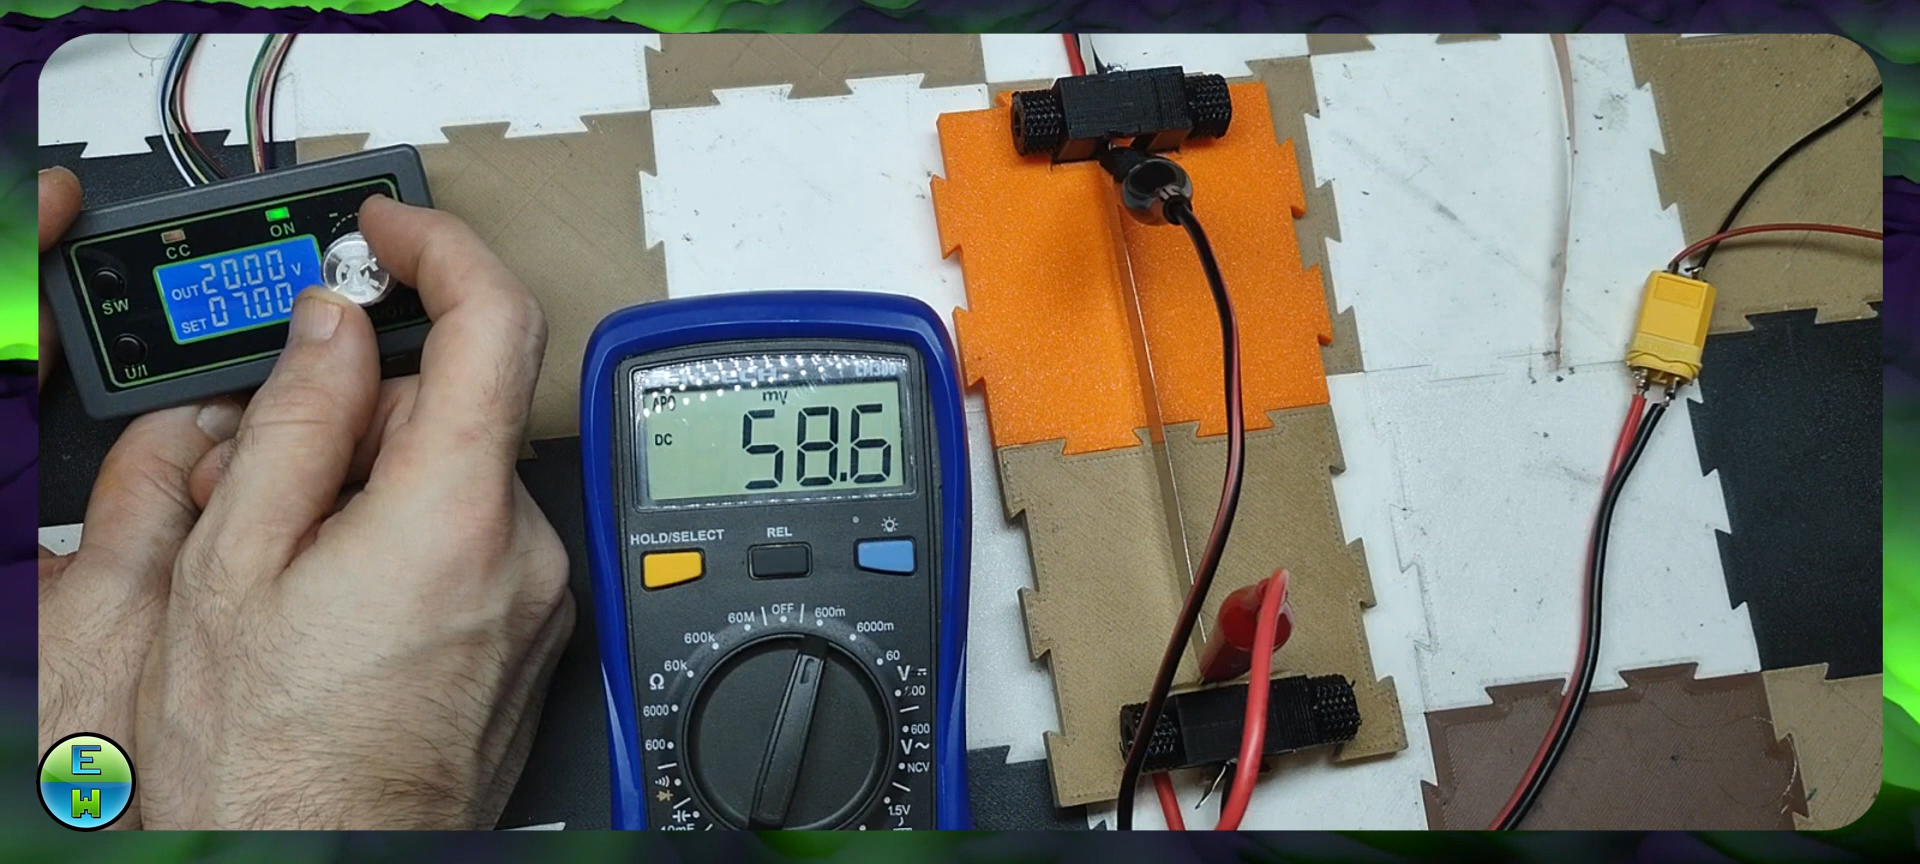 CC
ON
OUT 20.00 V
SET 07.00
SW
U/I
APO
mV
DC
58.6
HOLD/SELECT
REL
60M
OFF
600m
600k
6000m
60k
60
Ω
V
6000
600
600
V~
NCV
1.5V
10mF
E
W